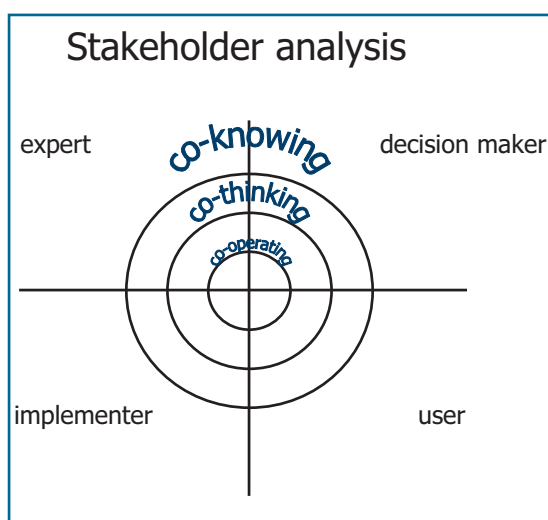 Stakeholder analysis
expert
co-knowing
decision maker
co-thinking
co-operating
implementer
user